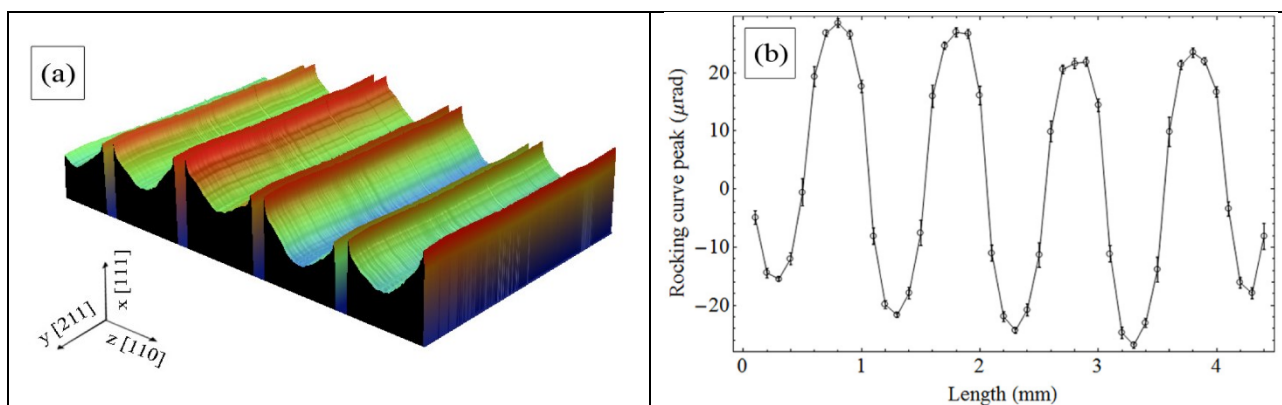 (a)
x [111]
y [211]
z [110]
(b)
Rocking curve peak (μrad)
20
10
0
−10
−20
0 1 2 3 4
Length (mm)